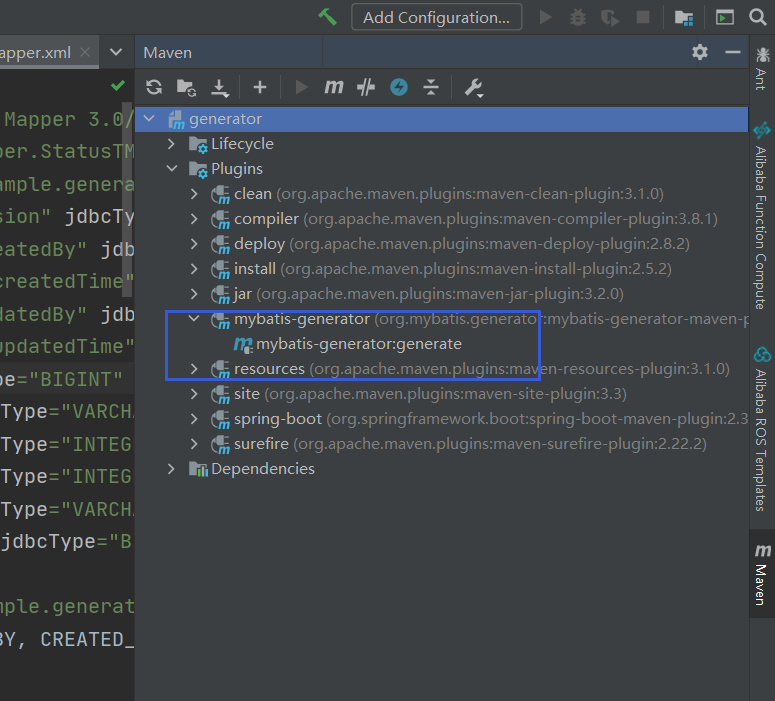 Add Configuration...
apper.xml
Maven
generator
Lifecycle
Plugins
clean (org.apache.maven.plugins:maven-clean-plugin:3.1.0)
compiler (org.apache.maven.plugins:maven-compiler-plugin:3.8.1)
deploy (org.apache.maven.plugins:maven-deploy-plugin:2.8.2)
install (org.apache.maven.plugins:maven-install-plugin:2.5.2)
jar (org.apache.maven.plugins:maven-jar-plugin:3.2.0)
mybatis-generator (org.mybatis.generator:mybatis-generator-maven-p
mybatis-generator:generate
resources (org.apache.maven.plugins:maven-resources-plugin:3.1.0)
site (org.apache.maven.plugins:maven-site-plugin:3.3)
spring-boot (org.springframework.boot:spring-boot-maven-plugin:2.3
surefire (org.apache.maven.plugins:maven-surefire-plugin:2.22.2)
Dependencies
Mapper 3.0/
per.StatusTM
ample.genera
sion" jdbcTy
eatedBy" jdb
createdTime"
datedBy" jdb
updatedTime"
pe="BIGINT"
Type="VARCHA
Type="INTEG
Type="INTEG
Type="VARCHA
jdbcType="B
mple.generat
BY, CREATED_
Ant
Alibaba Function Compute
Alibaba ROS Templates
m Maven